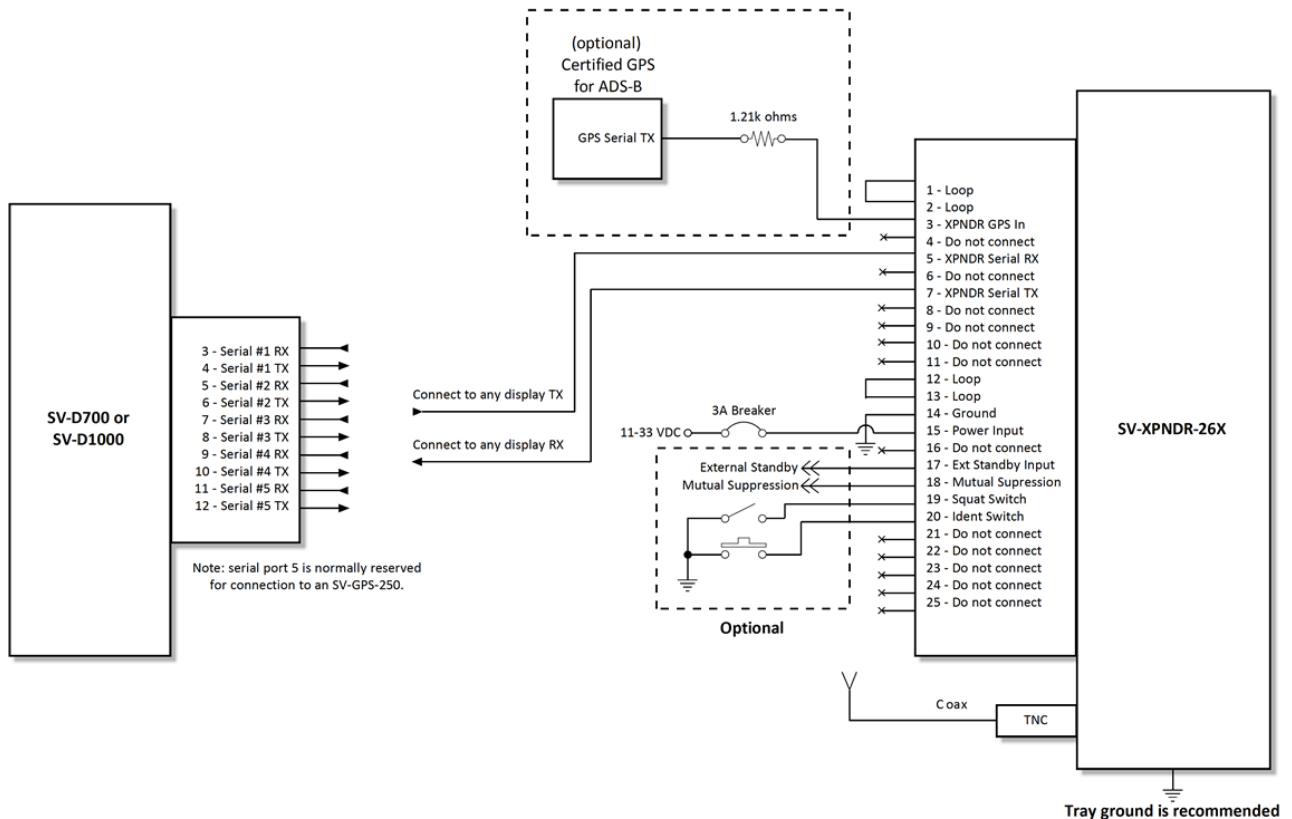 (optional)
Certified GPS
for ADS-B
GPS Serial TX
1.21k ohms
1 - Loop
2 - Loop
3 - XPNDR GPS In
4 - Do not connect
5 - XPNDR Serial RX
6 - Do not connect
7 - XPNDR Serial TX
8 - Do not connect
9 - Do not connect
10 - Do not connect
11 - Do not connect
12 - Loop
13 - Loop
14 - Ground
15 - Power Input
16 - Do not connect
17 - Ext Standby Input
18 - Mutual Supression
19 - Squat Switch
20 - Ident Switch
21 - Do not connect
22 - Do not connect
23 - Do not connect
24 - Do not connect
25 - Do not connect
SV-XPNDR-26X
SV-D700 or
SV-D1000
3 - Serial #1 RX
4 - Serial #1 TX
5 - Serial #2 RX
6 - Serial #2 TX
7 - Serial #3 RX
8 - Serial #3 TX
9 - Serial #4 RX
10 - Serial #4 TX
11 - Serial #5 RX
12 - Serial #5 TX
Note: serial port 5 is normally reserved
for connection to an SV-GPS-250.
Connect to any display TX
Connect to any display RX
3A Breaker
11-33 VDC
External Standby
Mutual Suppression
Optional
Coax
TNC
Tray ground is recommended